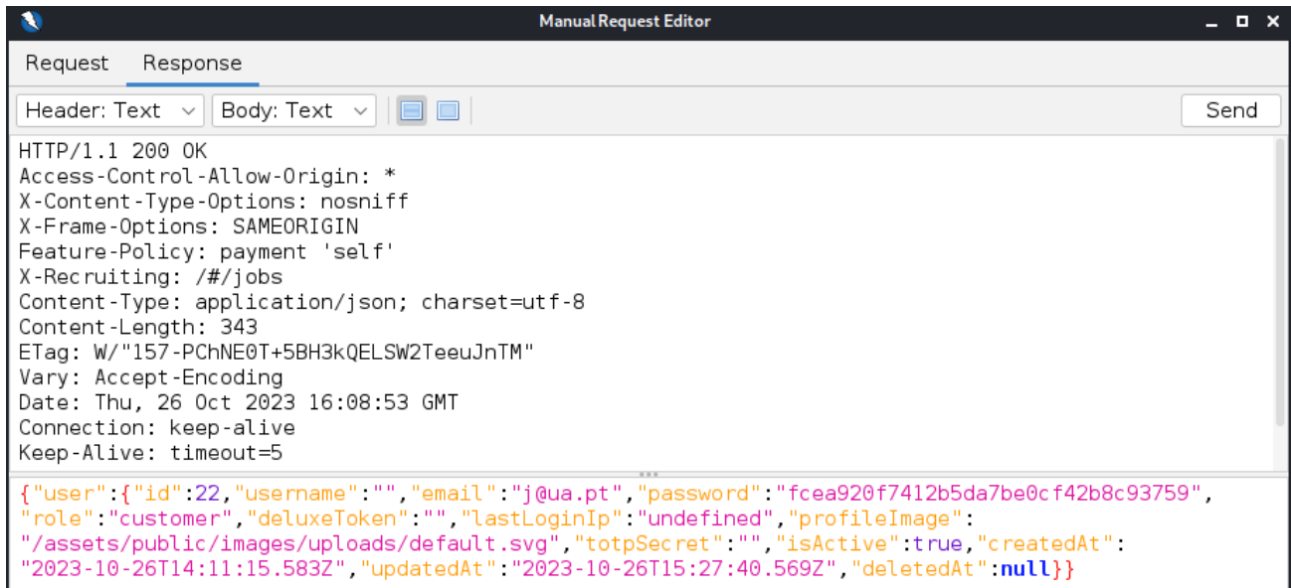 Manual Request Editor
Request Response
Header: Text Body: Text Send
HTTP/1.1 200 OK
Access-Control-Allow-Origin: *
X-Content-Type-Options: nosniff
X-Frame-Options: SAMEORIGIN
Feature-Policy: payment 'self'
X-Recruiting: /#/jobs
Content-Type: application/json; charset=utf-8
Content-Length: 343
ETag: W/"157-PChNE0T+5BH3kQELSW2TeeuJnTM"
Vary: Accept-Encoding
Date: Thu, 26 Oct 2023 16:08:53 GMT
Connection: keep-alive
Keep-Alive: timeout=5
{"user":{"id":22,"username":"","email":"j@ua.pt","password":"fcea920f7412b5da7be0cf42b8c93759",
"role":"customer","deluxeToken":"","lastLoginIp":"undefined","profileImage":
"/assets/public/images/uploads/default.svg","totpSecret":"","isActive":true,"createdAt":
"2023-10-26T14:11:15.583Z","updatedAt":"2023-10-26T15:27:40.569Z","deletedAt":null}}